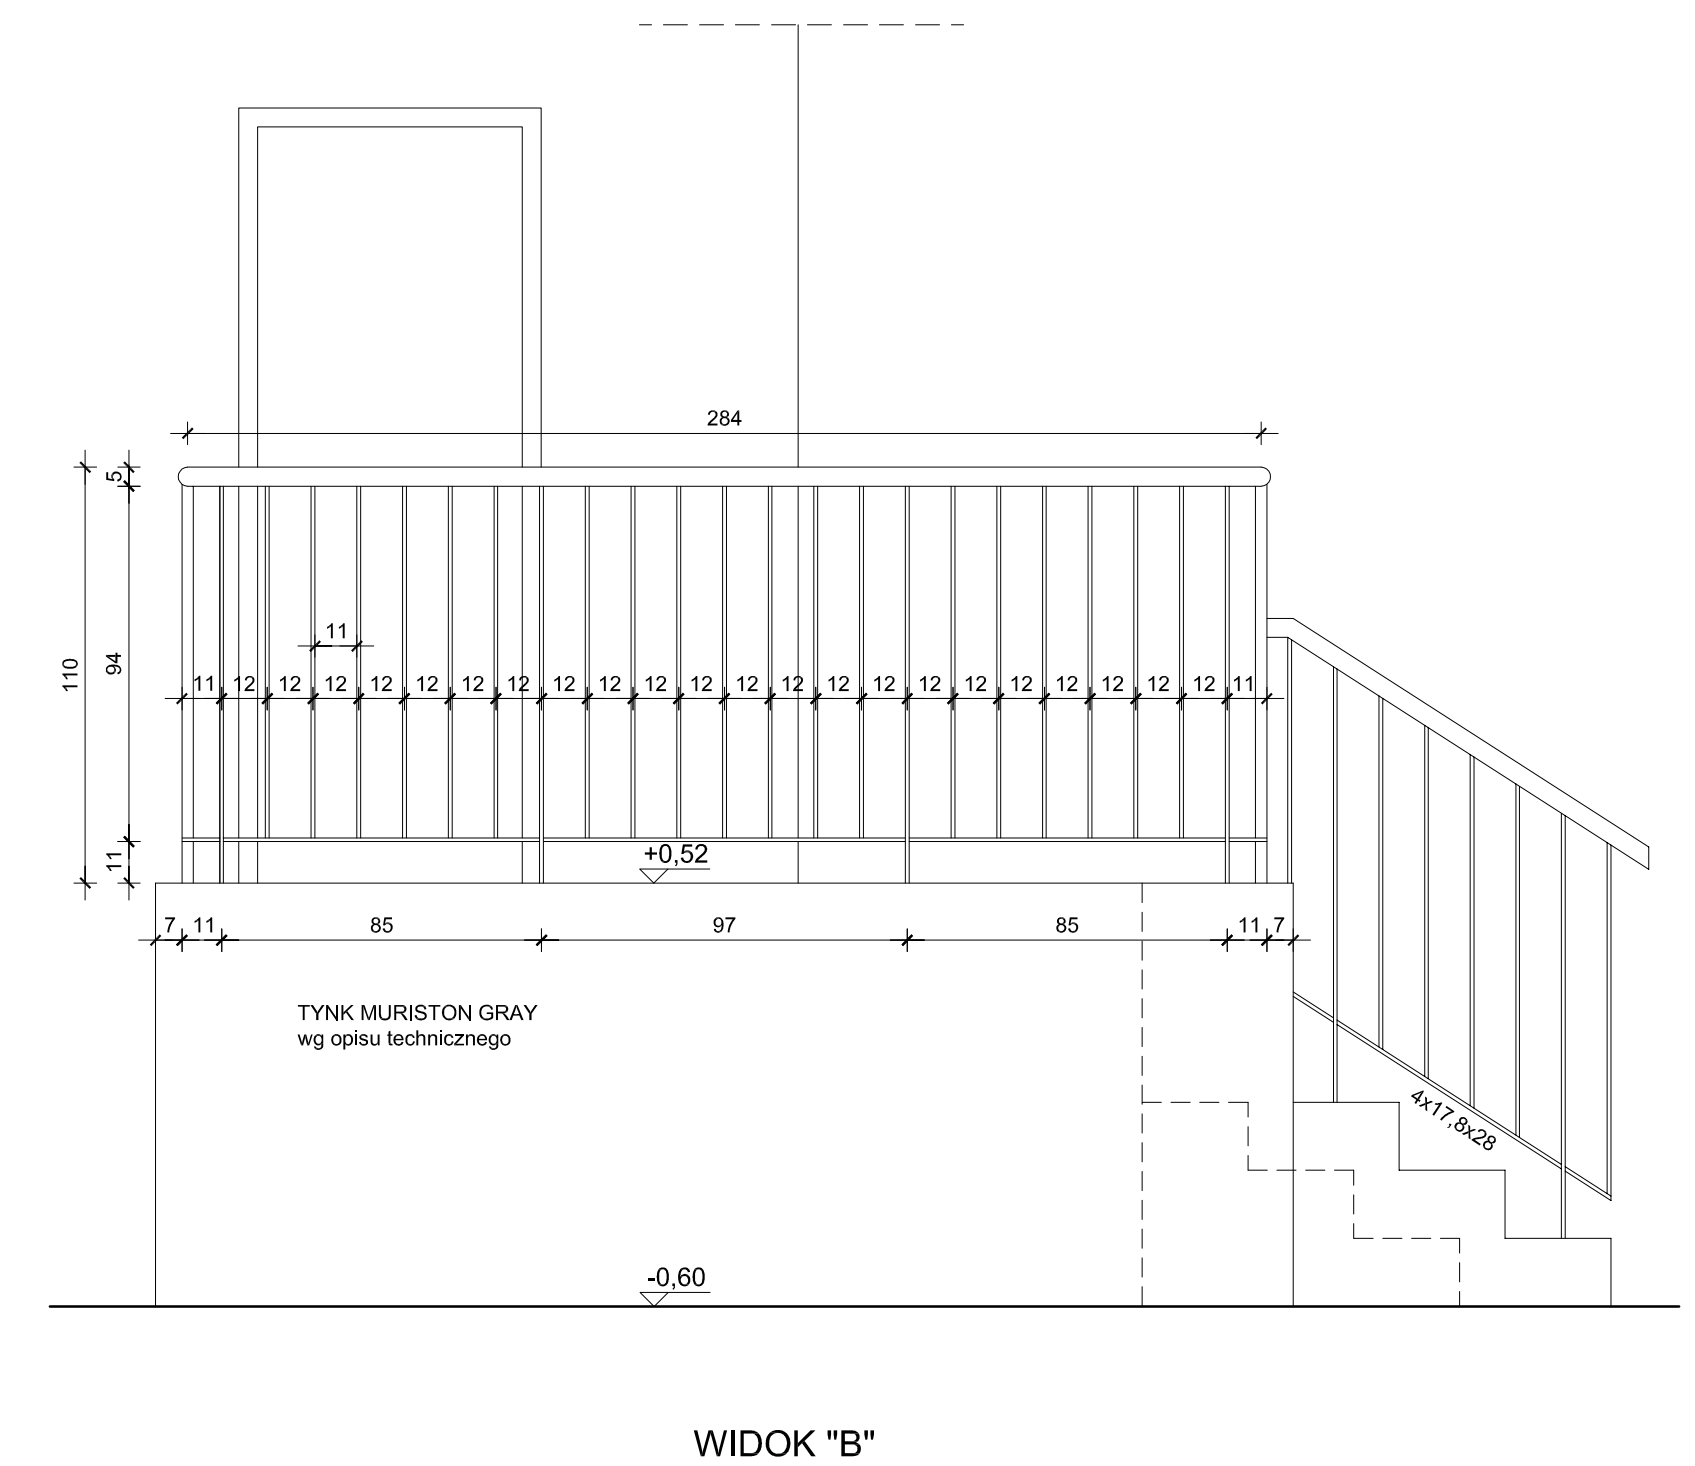 284
5
110
94
11
11
11 12 12 12 12 12 12 12 12 12 12 12 12 12 12 12 12 12 12 12 12 12 12 11
+0,52
7 11 85 97 85 11 7
TYNK MURISTON GRAY
wg opisu technicznego
4x17,8x28
-0,60
WIDOK "B"